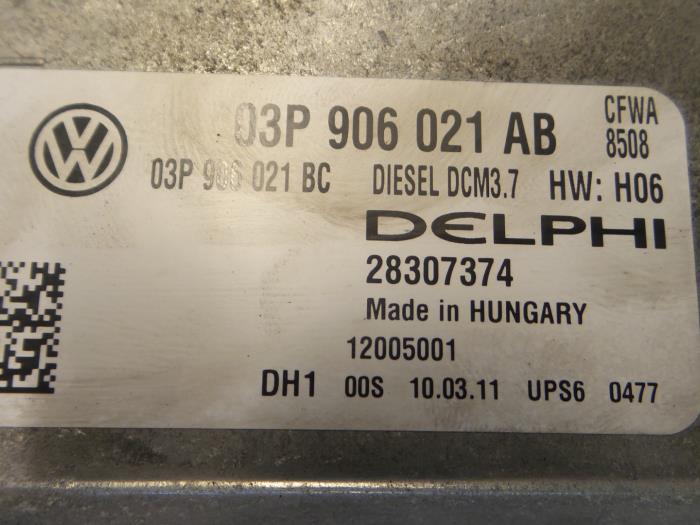 03P 906 021 AB CFWA
8508
03P 906 021 BC DIESEL DCM3.7 HW: H06
DELPHI
28307374
Made in HUNGARY
12005001
DH1 00S 10.03.11 UPS6 0477